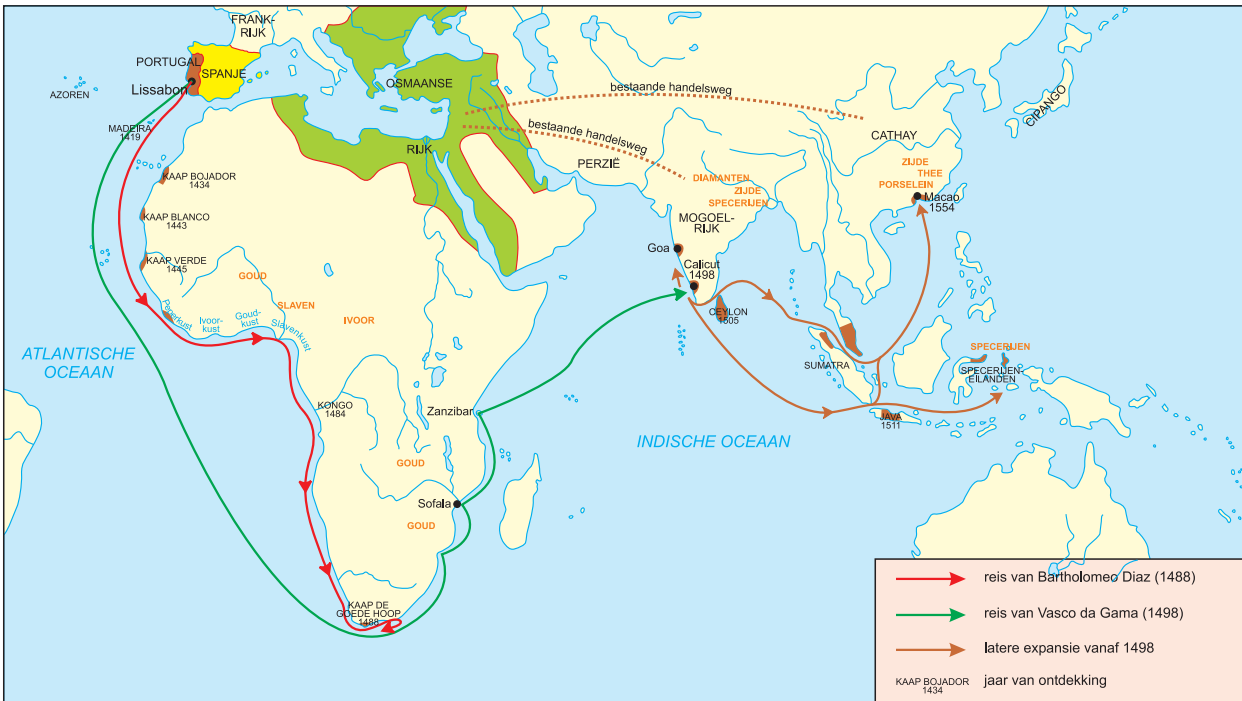 FRANK-
RIJK
PORTUGAL
SPANJE
Lissabon
AZOREN
MADEIRA
1419
OSMAANSE
RIJK
bestaande handelsweg
bestaande handelsweg
PERZIË
CATHAY
CIPANGO
ZIJDE
THEE
PORSELEIN
Macao
1554
DIAMANTEN
ZIJDE
SPECERIJEN
MOGOEL-
RIJK
Goa
Calicut
1498
CEYLON
1505
KAAP BOJADOR
1434
KAAP BLANCO
1443
KAAP VERDE
1445
GOUD
SLAVEN
IVOOR
Peperkust
Ivoor-
kust
Goud-
kust
Slavenkust
ATLANTISCHE
OCEAAN
KONGO
1484
Zanzibar
GOUD
Sofala
GOUD
KAAP DE
GOEDE HOOP
1488
INDISCHE OCEAAN
SUMATRA
SPECERIJEN
SPECERIJEN-
EILANDEN
JAVA
1511
reis van Bartholomeo Diaz (1488)
reis van Vasco da Gama (1498)
latere expansie vanaf 1498
KAAP BOJADOR
1434
jaar van ontdekking